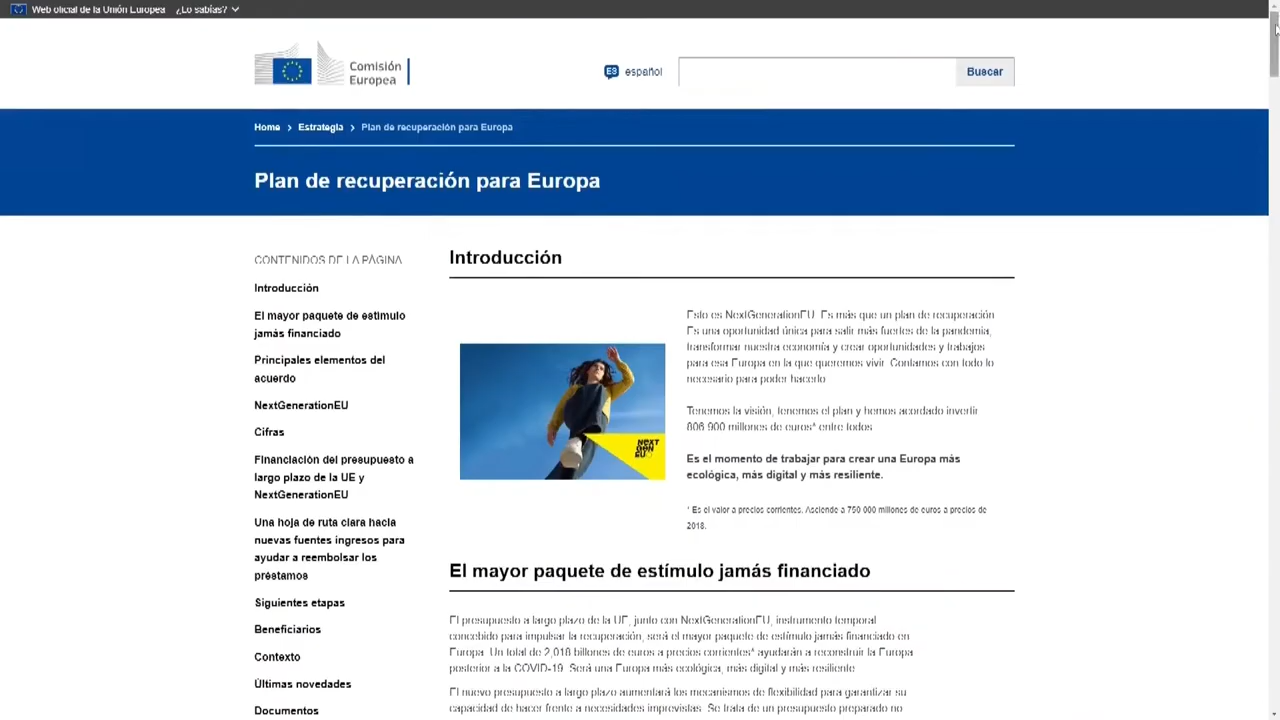 Web oficial de la Unión Europea ¿Lo sabías?
Comisión
Europea
ES español
Buscar
Home Estrategia Plan de recuperación para Europa
Plan de recuperación para Europa
CONTENIDOS DE LA PÁGINA
Introducción
El mayor paquete de estímulo
jamás financiado
Principales elementos del
acuerdo
NextGenerationEU
Cifras
Financiación del presupuesto a
largo plazo de la UE y
NextGenerationEU
Una hoja de ruta clara hacia
nuevas fuentes ingresos para
ayudar a reembolsar los
préstamos
Siguientes etapas
Beneficiarios
Contexto
Últimas novedades
Documentos
Introducción
NEXT
GEN
EU
Esto es NextGenerationEU. Es más que un plan de recuperación.
Es una oportunidad única para salir más fuertes de la pandemia,
transformar nuestra economía y crear oportunidades y trabajos
para esa Europa en la que queremos vivir. Contamos con todo lo
necesario para poder hacerlo.
Tenemos la visión, tenemos el plan y hemos acordado invertir
806 900 millones de euros* entre todos.
Es el momento de trabajar para crear una Europa más
ecológica, más digital y más resiliente.
* Es el valor a precios corrientes. Asciende a 750 000 millones de euros a precios de
2018.
El mayor paquete de estímulo jamás financiado
El presupuesto a largo plazo de la UE, junto con NextGenerationEU, instrumento temporal
concebido para impulsar la recuperación, será el mayor paquete de estímulo jamás financiado en
Europa. Un total de 2,018 billones de euros a precios corrientes* ayudarán a reconstruir la Europa
posterior a la COVID-19. Será una Europa más ecológica, más digital y más resiliente.
El nuevo presupuesto a largo plazo aumentará los mecanismos de flexibilidad para garantizar su
capacidad de hacer frente a necesidades imprevistas. Se trata de un presupuesto preparado no